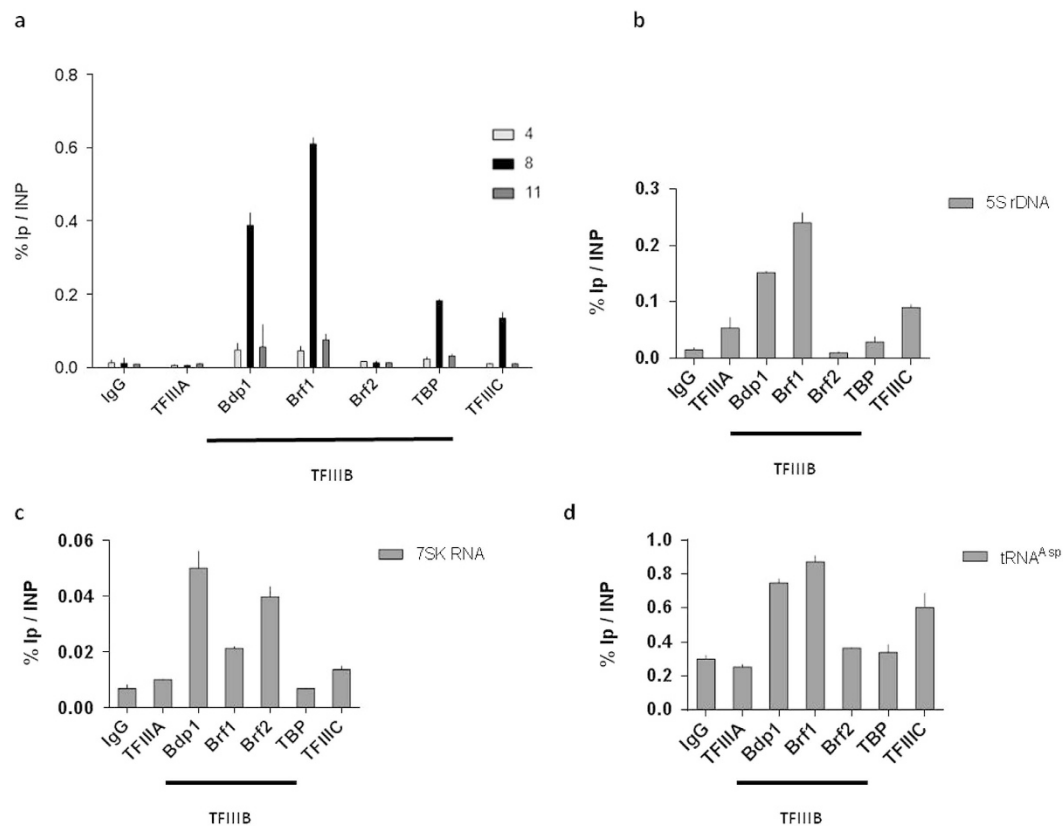 a
0.8
0.6
0.4
0.2
0.0
% Ip / INP
4
8
11
IgG
TFIIIA
Bdp1
Brf1
Brf2
TBP
TFIIIC
TFIIIB
b
0.3
0.2
0.1
0.0
% Ip / INP
5S rDNA
IgG
TFIIIA
Bdp1
Brf1
Brf2
TBP
TFIIIC
TFIIIB
c
0.06
0.04
0.02
0.00
% Ip / INP
7SK RNA
IgG
TFIIIA
Bdp1
Brf1
Brf2
TBP
TFIIIC
TFIIIB
d
1.0
0.8
0.6
0.4
0.2
0.0
% Ip / INP
tRNA^Asp
IgG
TFIIIA
Bdp1
Brf1
Brf2
TBP
TFIIIC
TFIIIB